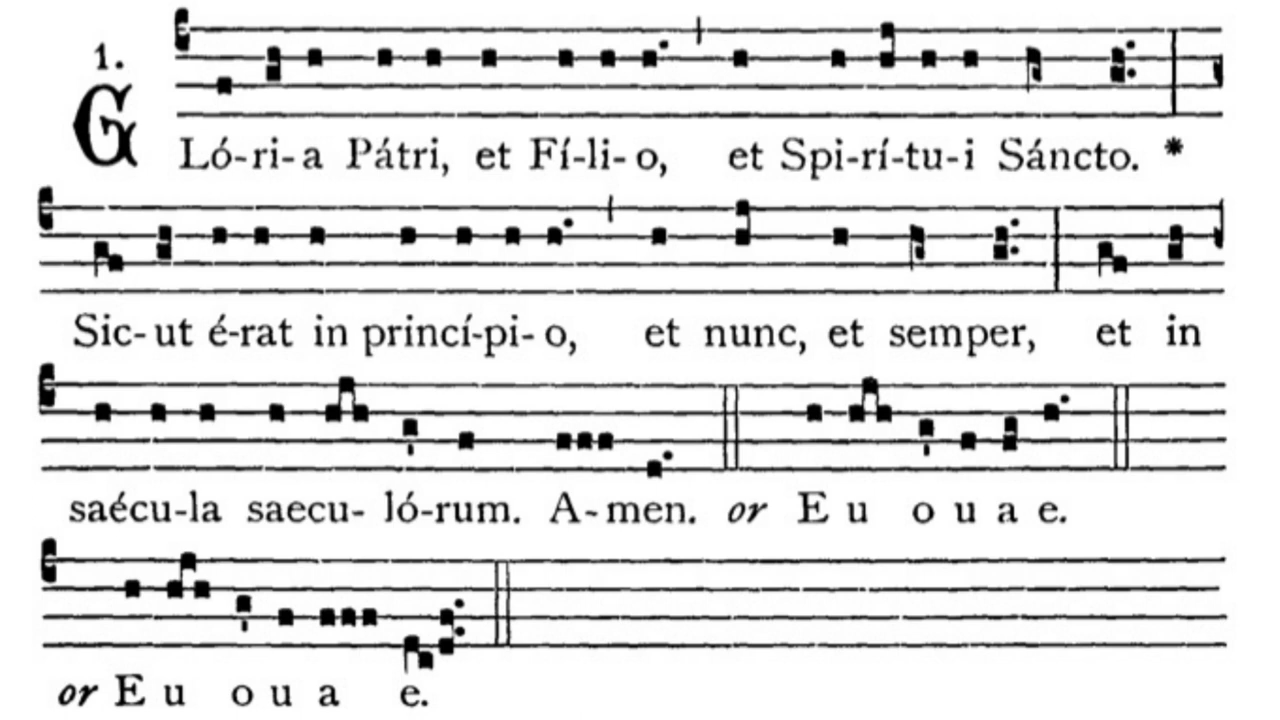 1.
GLó-ri-a Pátri, et Fí-li-o, et Spi-rí-tu-i Sáncto. *
Sic-ut é-rat in princí-pi-o, et nunc, et semper, et in
saécu-la saecu-ló-rum. A-men. or E u o u a e.
or E u o u a e.